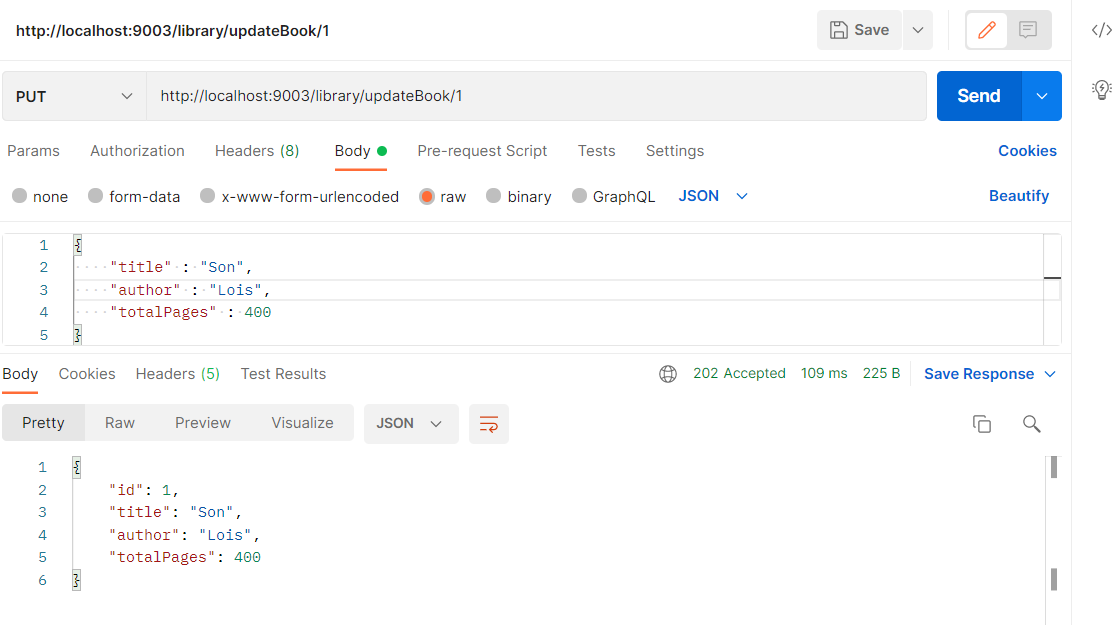 http://localhost:9003/library/updateBook/1 Save </>
PUT http://localhost:9003/library/updateBook/1 Send
Params Authorization Headers (8) Body Pre-request Script Tests Settings Cookies
none form-data x-www-form-urlencoded raw binary GraphQL JSON Beautify
1 {
2 "title" : "Son",
3 "author" : "Lois",
4 "totalPages" : 400
5 }
Body Cookies Headers (5) Test Results 202 Accepted 109 ms 225 B Save Response
Pretty Raw Preview Visualize JSON
1 {
2 "id": 1,
3 "title": "Son",
4 "author": "Lois",
5 "totalPages": 400
6 }